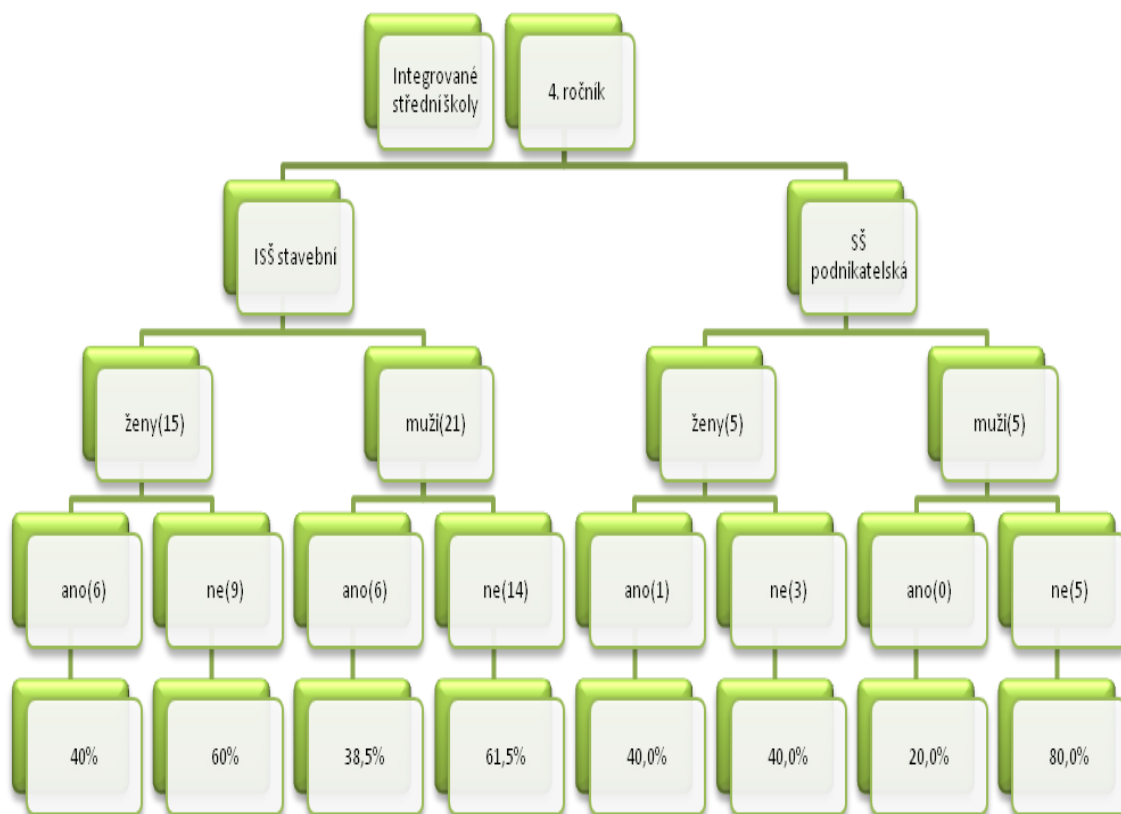 Integrované
střední školy
4. ročník
ISŠ stavební
SŠ
podnikatelská
ženy(15)
muži(21)
ženy(5)
muži(5)
ano(6)
ne(9)
ano(6)
ne(14)
ano(1)
ne(3)
ano(0)
ne(5)
40%
60%
38,5%
61,5%
40,0%
40,0%
20,0%
80,0%